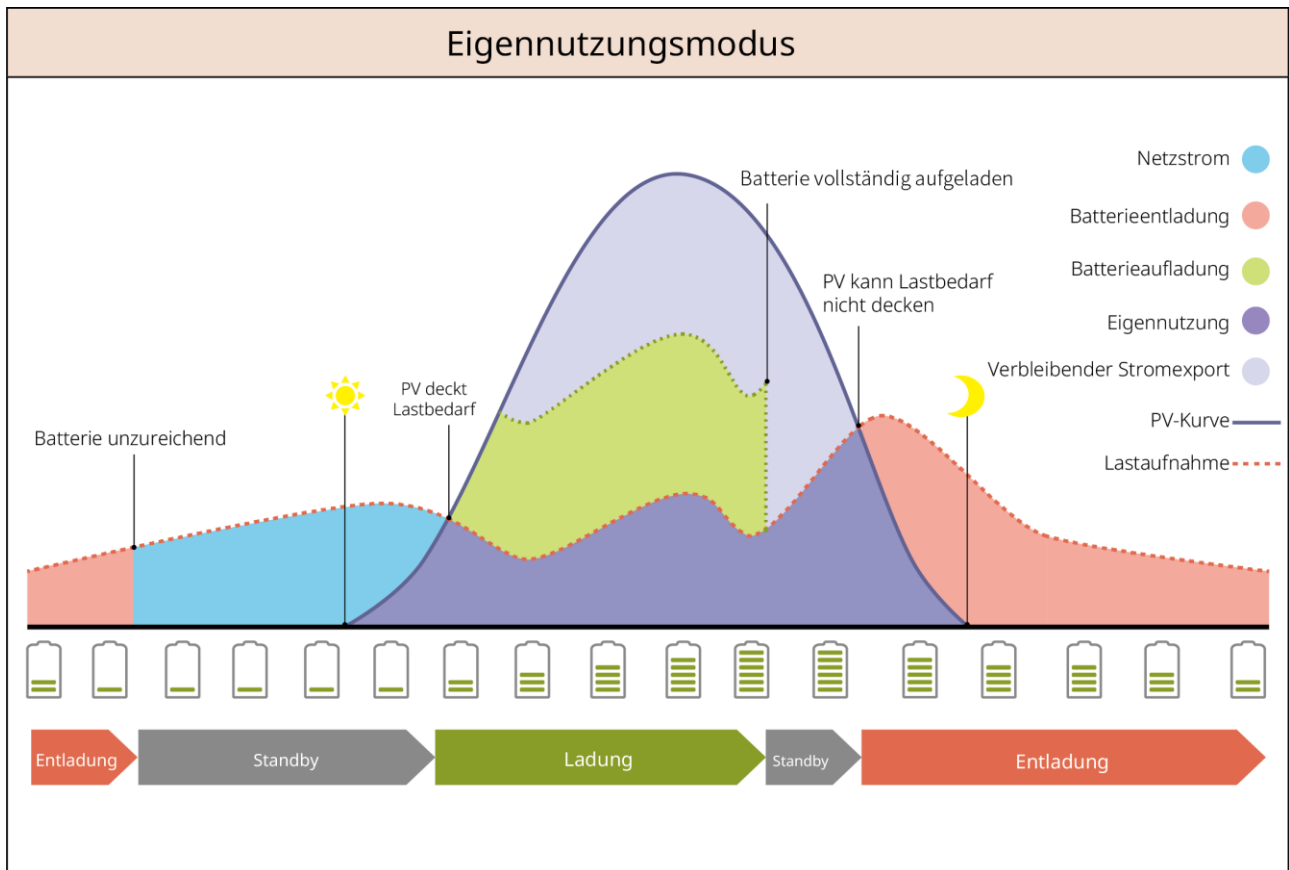 Eigennutzungsmodus
Netzstrom
Batterie vollständig aufgeladen
Batterieentladung
Batterieaufladung
PV kann Lastbedarf
nicht decken
Eigennutzung
Verbleibender Stromexport
PV deckt
Lastbedarf
PV-Kurve
Batterie unzureichend
Lastaufnahme
Entladung
Standby
Ladung
Standby
Entladung